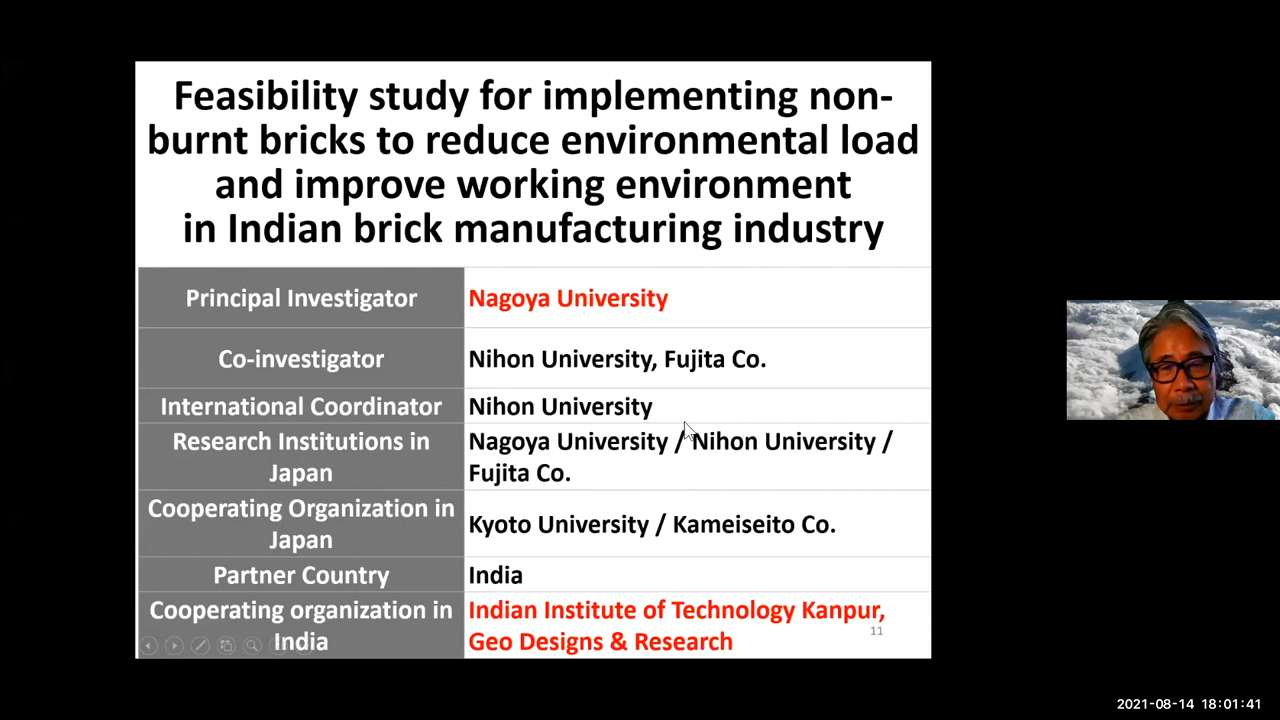 Feasibility study for implementing non-
burnt bricks to reduce environmental load
and improve working environment
in Indian brick manufacturing industry
Principal Investigator
Nagoya University
Co-investigator
Nihon University, Fujita Co.
International Coordinator
Nihon University
Research Institutions in
Japan
Nagoya University / Nihon University /
Fujita Co.
Cooperating Organization in
Japan
Kyoto University / Kameiseito Co.
Partner Country
India
Cooperating organization in
India
Indian Institute of Technology Kanpur,
Geo Designs & Research
11
2021-08-14 18:01:41